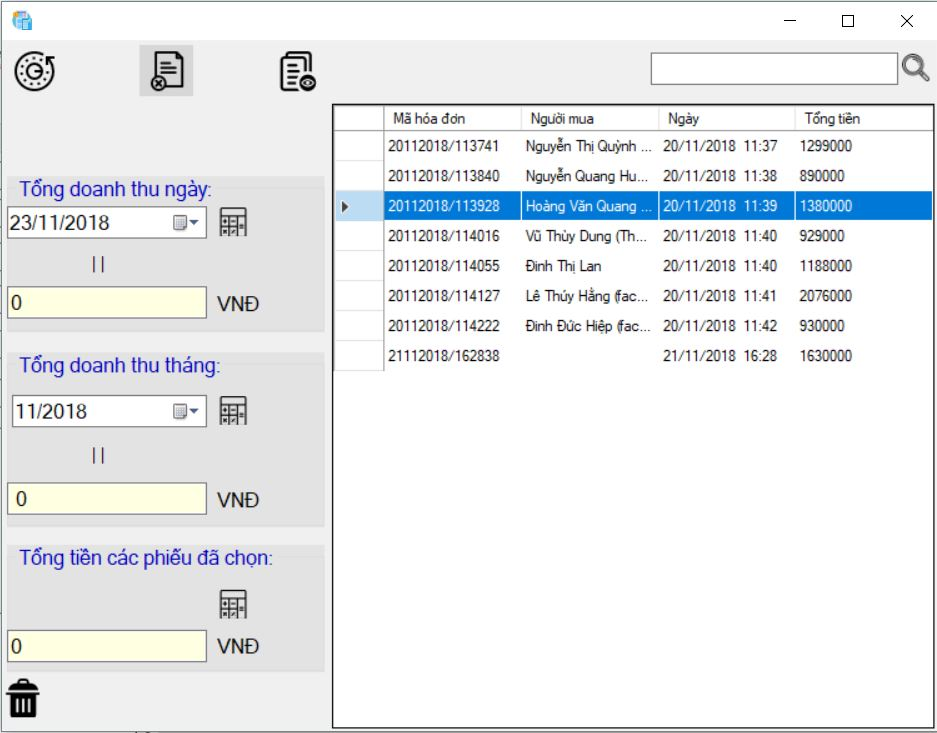 Tổng doanh thu ngày:
23/11/2018
||
0 VNĐ
Tổng doanh thu tháng:
11/2018
||
0 VNĐ
Tổng tiền các phiếu đã chọn:
0 VNĐ
Mã hóa đơn Người mua Ngày Tổng tiền
20112018/113741 Nguyễn Thị Quỳnh ... 20/11/2018 11:37 1299000
20112018/113840 Nguyễn Quang Hu... 20/11/2018 11:38 890000
20112018/113928 Hoàng Văn Quang ... 20/11/2018 11:39 1380000
20112018/114016 Vũ Thùy Dung (Th... 20/11/2018 11:40 929000
20112018/114055 Đinh Thị Lan 20/11/2018 11:40 1188000
20112018/114127 Lê Thúy Hằng (fac... 20/11/2018 11:41 2076000
20112018/114222 Đinh Đức Hiệp (fac... 20/11/2018 11:42 930000
21112018/162838 21/11/2018 16:28 1630000